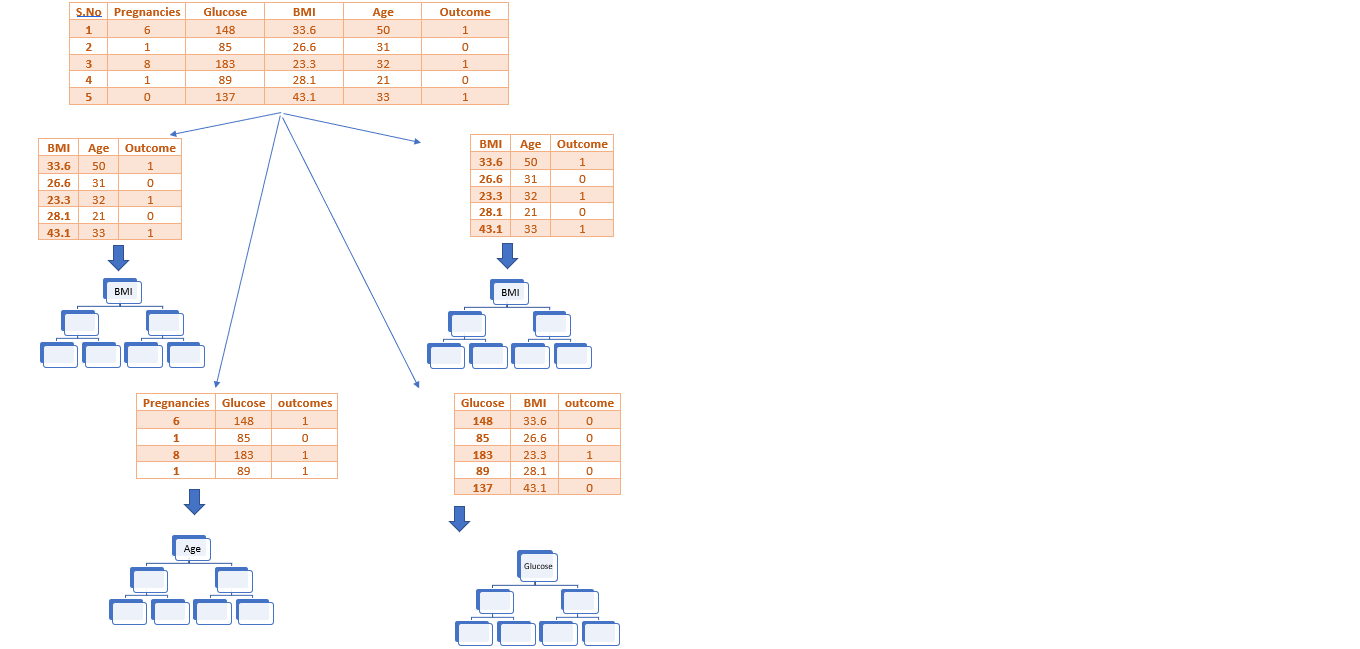 S.No Pregnancies Glucose BMI Age Outcome
1 6 148 33.6 50 1
2 1 85 26.6 31 0
3 8 183 23.3 32 1
4 1 89 28.1 21 0
5 0 137 43.1 33 1
BMI Age Outcome
33.6 50 1
26.6 31 0
23.3 32 1
28.1 21 0
43.1 33 1
BMI
BMI Age Outcome
33.6 50 1
26.6 31 0
23.3 32 1
28.1 21 0
43.1 33 1
BMI
Pregnancies Glucose outcomes
6 148 1
1 85 0
8 183 1
1 89 1
Age
Glucose BMI outcome
148 33.6 0
85 26.6 0
183 23.3 1
89 28.1 0
137 43.1 0
Glucose